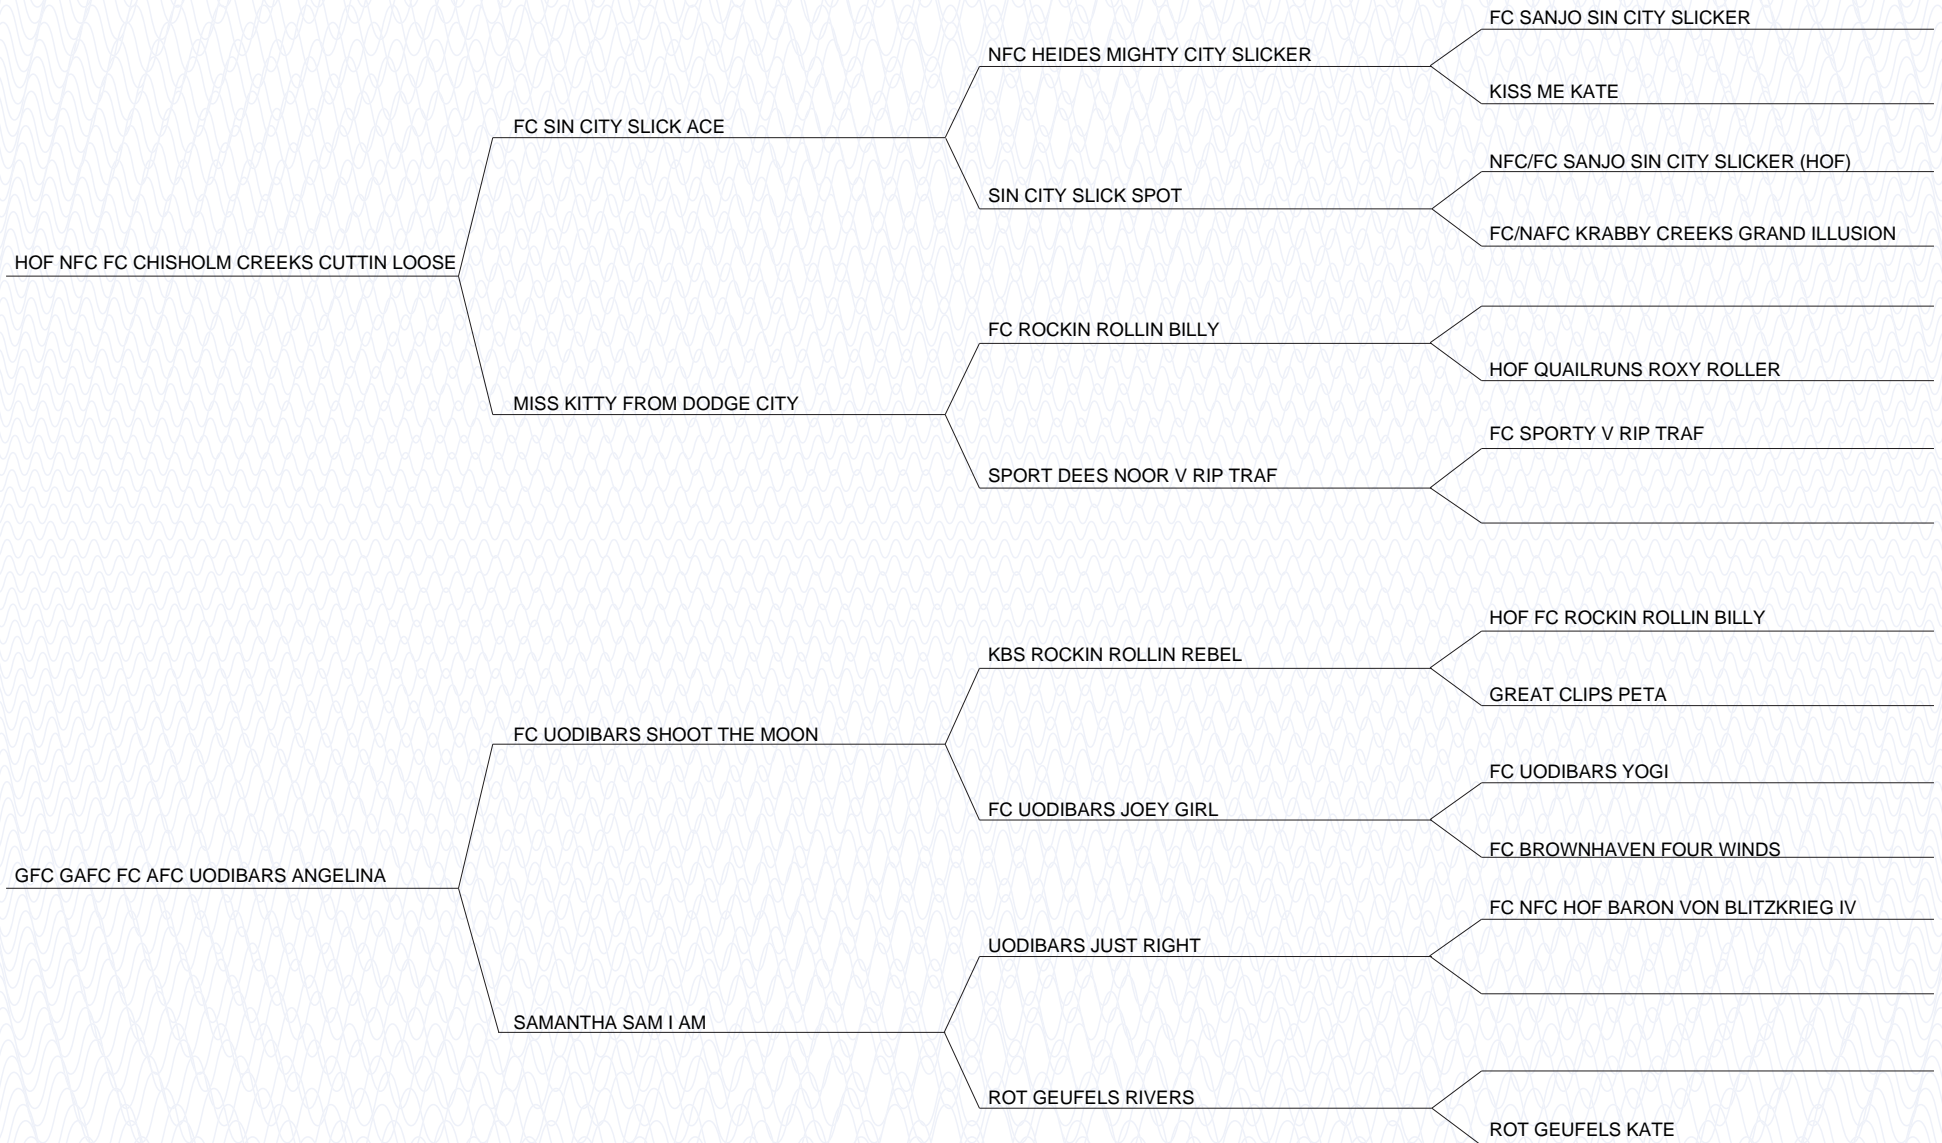 FC SANJO SIN CITY SLICKER
NFC HEIDES MIGHTY CITY SLICKER
KISS ME KATE
FC SIN CITY SLICK ACE
NFC/FC SANJO SIN CITY SLICKER (HOF)
SIN CITY SLICK SPOT
FC/NAFC KRABBY CREEKS GRAND ILLUSION
HOF NFC FC CHISHOLM CREEKS CUTTIN LOOSE
FC ROCKIN ROLLIN BILLY
HOF QUAILRUNS ROXY ROLLER
MISS KITTY FROM DODGE CITY
FC SPORTY V RIP TRAF
SPORT DEES NOOR V RIP TRAF
HOF FC ROCKIN ROLLIN BILLY
KBS ROCKIN ROLLIN REBEL
GREAT CLIPS PETA
FC UODIBARS SHOOT THE MOON
FC UODIBARS YOGI
FC UODIBARS JOEY GIRL
FC BROWNHAVEN FOUR WINDS
GFC GAFC FC AFC UODIBARS ANGELINA
FC NFC HOF BARON VON BLITZKRIEG IV
UODIBARS JUST RIGHT
SAMANTHA SAM I AM
ROT GEUFELS RIVERS
ROT GEUFELS KATE